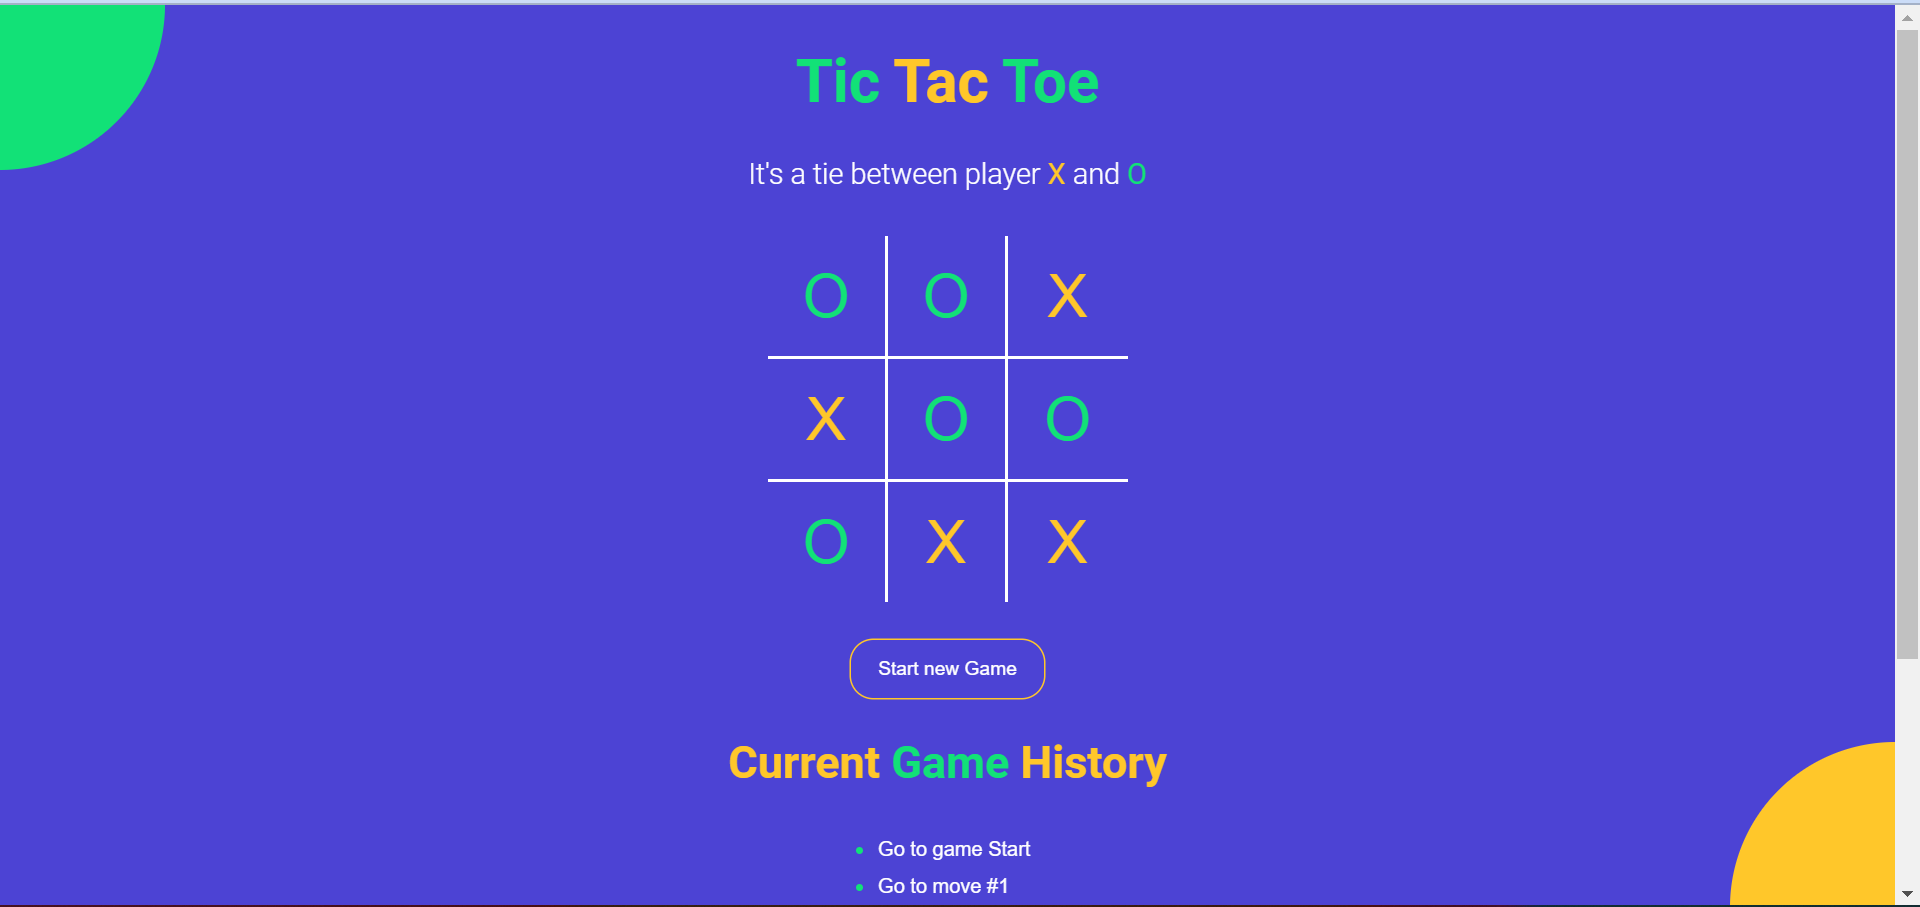 Tic Tac Toe
It's a tie between player X and O
O O X
X O O
O X X
Start new Game
Current Game History
Go to game Start
Go to move #1